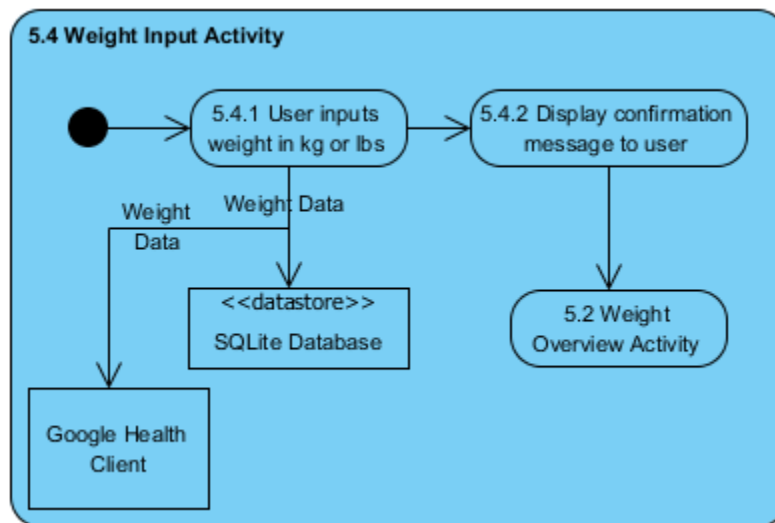 5.4 Weight Input Activity
5.4.1 User inputs
weight in kg or lbs
5.4.2 Display confirmation
message to user
Weight Data
Weight
Data
<<datastore>>
SQLite Database
5.2 Weight
Overview Activity
Google Health
Client